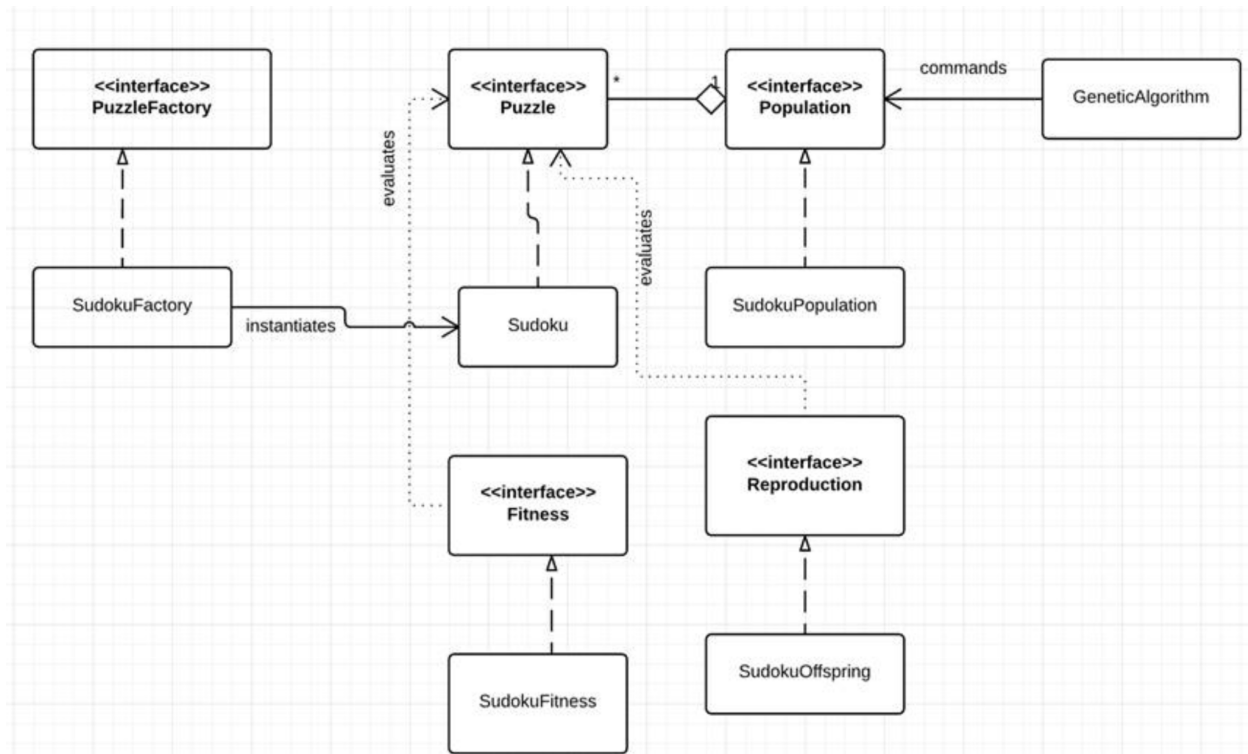 <<interface>>
PuzzleFactory
<<interface>>
Puzzle
*
1
<<interface>>
Population
commands
GeneticAlgorithm
evaluates
evaluates
SudokuFactory
instantiates
Sudoku
SudokuPopulation
<<interface>>
Fitness
<<interface>>
Reproduction
SudokuFitness
SudokuOffspring